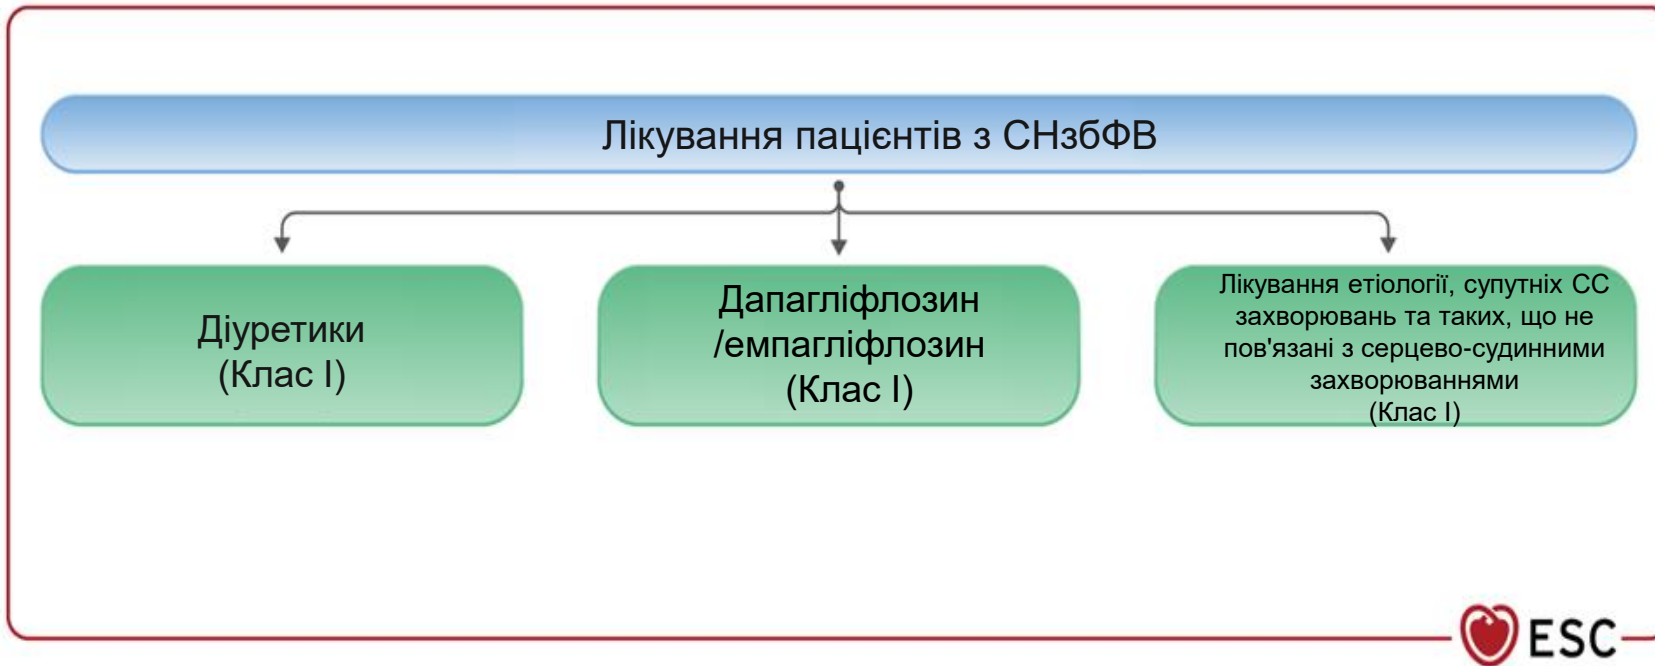 Лікування пацієнтів з СНзбФВ
Діуретики
(Клас I)
Дапагліфлозин
/емпагліфлозин
(Клас I)
Лікування етіології, супутніх СС
захворювань та таких, що не
пов'язані з серцево-судинними
захворюваннями
(Клас I)
ESC